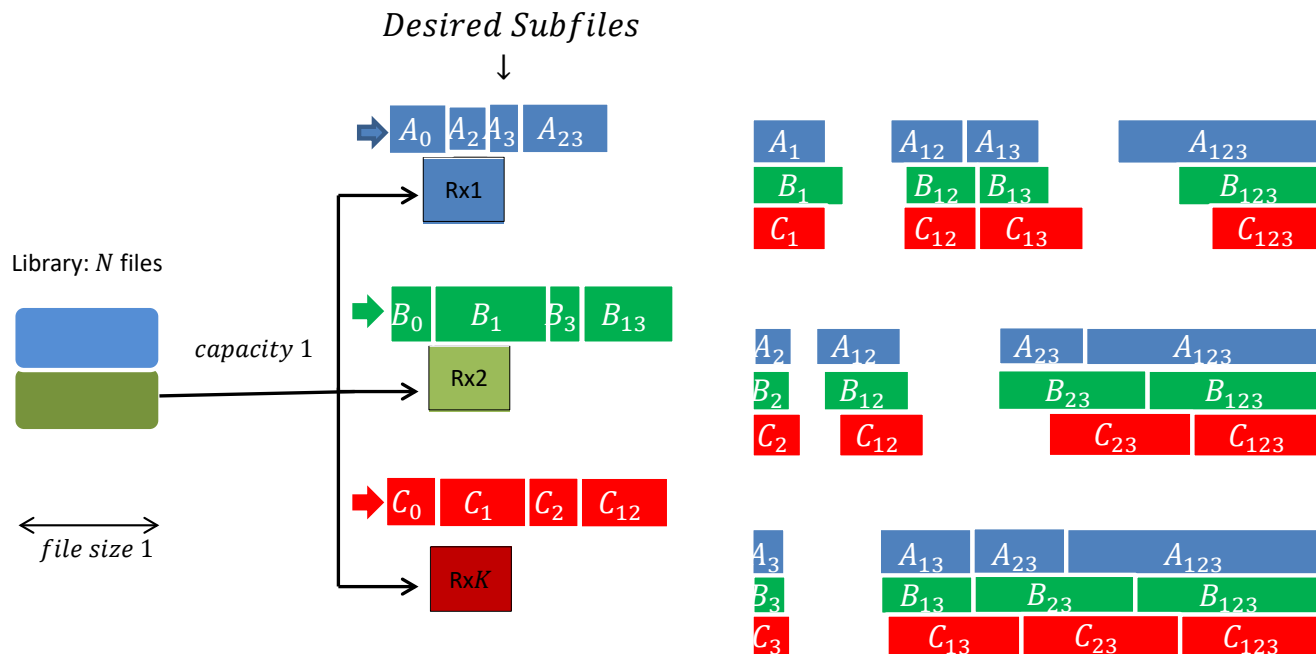 Desired Subfiles
↓
A₀ A₂ A₃ A₂₃
Rx1
A₁ A₁₂ A₁₃ A₁₂₃
B₁ B₁₂ B₁₃ B₁₂₃
C₁ C₁₂ C₁₃ C₁₂₃
Library: N files
capacity 1
file size 1
B₀ B₁ B₃ B₁₃
Rx2
A₂ A₁₂ A₂₃ A₁₂₃
B₂ B₁₂ B₂₃ B₁₂₃
C₂ C₁₂ C₂₃ C₁₂₃
C₀ C₁ C₂ C₁₂
RxK
A₃ A₁₃ A₂₃ A₁₂₃
B₃ B₁₃ B₂₃ B₁₂₃
C₃ C₁₃ C₂₃ C₁₂₃